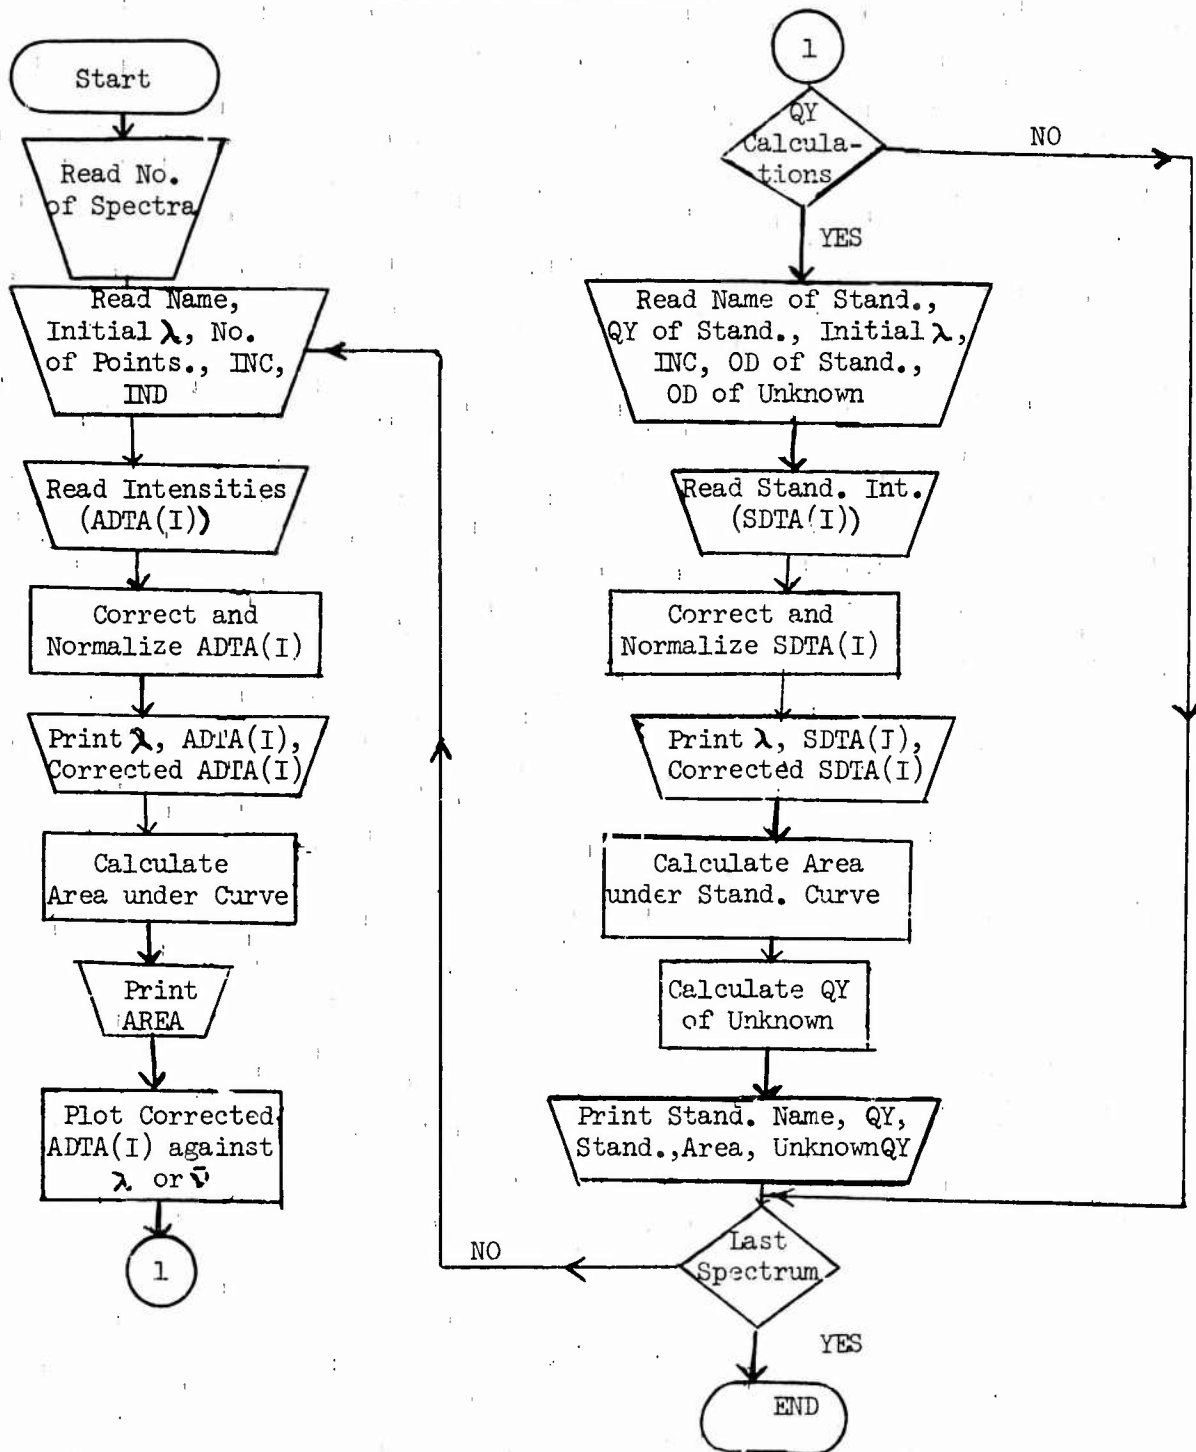 Start
Read No.
of Spectra
Read Name,
Initial λ, No.
of Points., INC,
IND
Read Intensities
(ADTA(I))
Correct and
Normalize ADTA(I)
Print λ, ADTA(I),
Corrected ADTA(I)
Calculate
Area under Curve
Print
AREA
Plot Corrected
ADTA(I) against
λ or ν̄
1
1
QY
Calcula-
tions
NO
YES
Read Name of Stand.,
QY of Stand., Initial λ,
INC, OD of Stand.,
OD of Unknown
Read Stand. Int.
(SDTA(I))
Correct and
Normalize SDTA(I)
Print λ, SDTA(I),
Corrected SDTA(I)
Calculate Area
under Stand. Curve
Calculate QY
of Unknown
Print Stand. Name, QY,
Stand.,Area, UnknownQY
Last
Spectrum
NO
YES
END